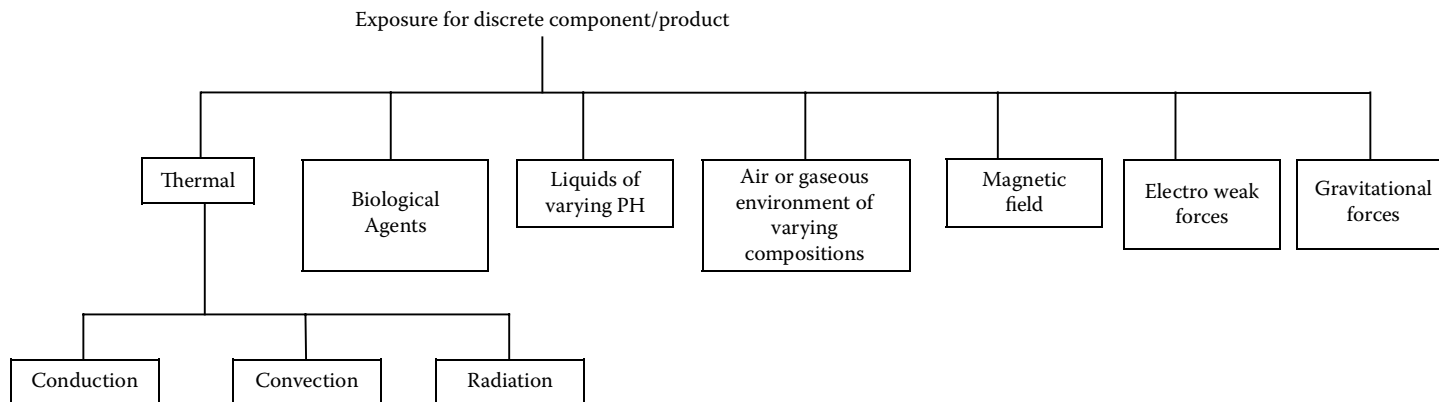 Exposure for discrete component/product
Thermal
Biological
Agents
Liquids of
varying PH
Air or gaseous
environment of
varying
compositions
Magnetic
field
Electro weak
forces
Gravitational
forces
Conduction
Convection
Radiation